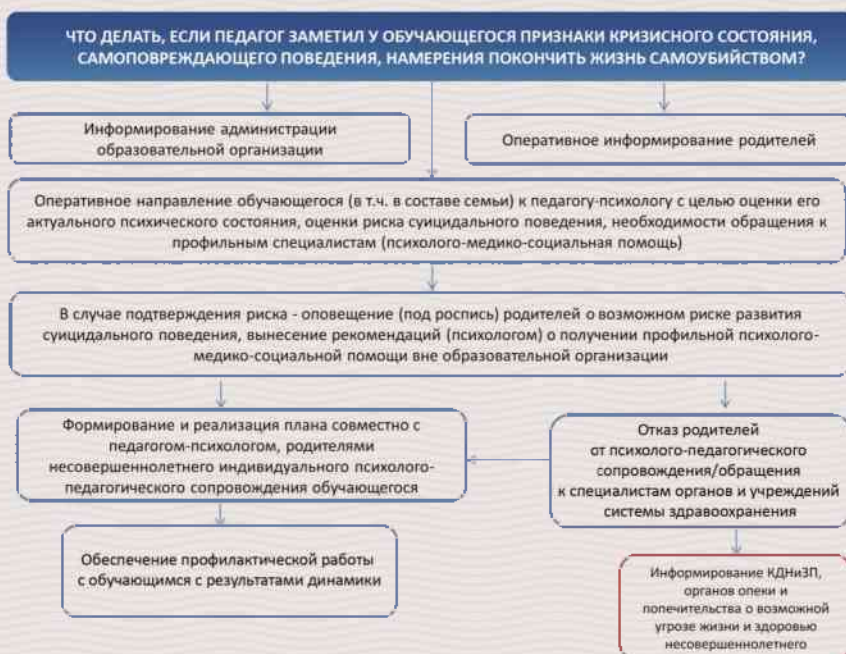 ЧТО ДЕЛАТЬ, ЕСЛИ ПЕДАГОГ ЗАМЕТИЛ У ОБУЧАЮЩЕГОСЯ ПРИЗНАКИ КРИЗИСНОГО СОСТОЯНИЯ,
САМОПОВРЕЖДАЮЩЕГО ПОВЕДЕНИЯ, НАМЕРЕНИЯ ПОКОНЧИТЬ ЖИЗНЬ САМОУБИЙСТВОМ?
Информирование администрации
образовательной организации
Оперативное информирование родителей
Оперативное направление обучающегося (в т.ч. в составе семьи) к педагогу-психологу с целью оценки его
актуального психического состояния, оценки риска суицидального поведения, необходимости обращения к
профильным специалистам (психолого-медико-социальная помощь)
В случае подтверждения риска - оповещение (под роспись) родителей о возможном риске развития
суицидального поведения, вынесение рекомендаций (психологом) о получении профильной психолого-
медико-социальной помощи вне образовательной организации
Формирование и реализация плана совместно с
педагогом-психологом, родителями
несовершеннолетнего индивидуального психолого-
педагогического сопровождения обучающегося
Отказ родителей
от психолого-педагогического
сопровождения/обращения
к специалистам органов и учреждений
системы здравоохранения
Обеспечение профилактической работы
с обучающимся с результатами динамики
Информирование КДНиЗП,
органов опеки и
попечительства о возможной
угрозе жизни и здоровью
несовершеннолетнего